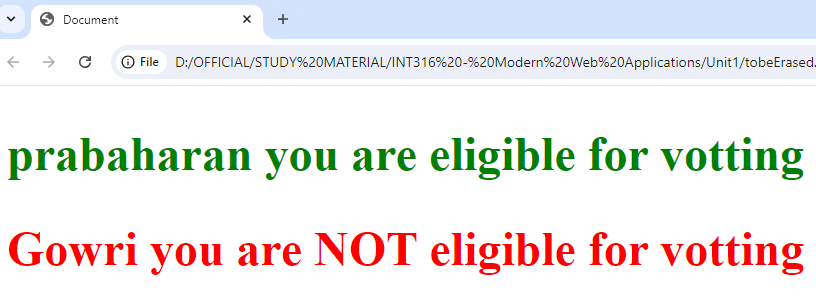 Document
File
D:/OFFICIAL/STUDY%20MATERIAL/INT316%20-%20Modern%20Web%20Applications/Unit1/tobeErased.
prabaharan you are eligible for votting
Gowri you are NOT eligible for votting